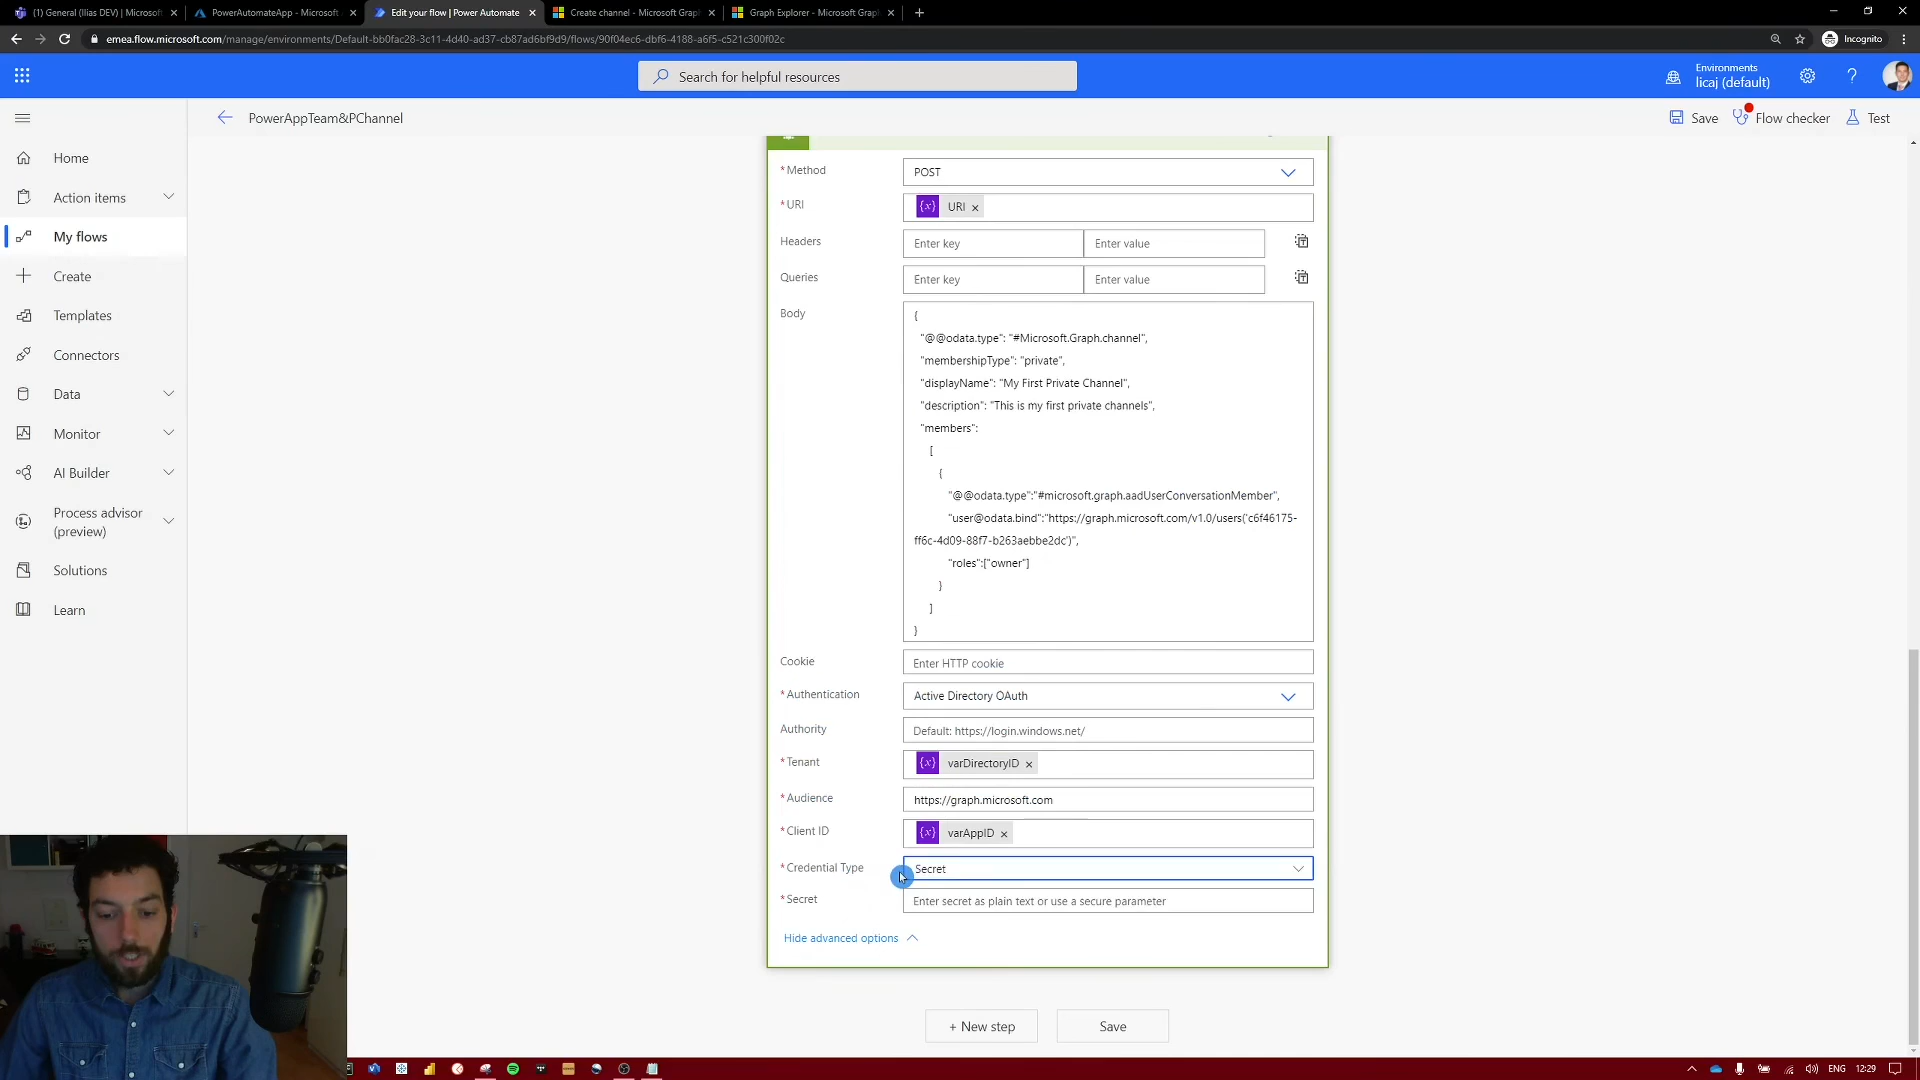 (1) General (Ilias DEV) | Microsoft
PowerAutomateApp - Microsoft
Edit your flow | Power Automate
Create channel - Microsoft Grap
Graph Explorer - Microsoft Grap
emea.flow.microsoft.com/manage/environments/Default-bb0fac28-3c11-4d40-ad37-cb87ad6bf9d9/flows/90f04ec6-dbf6-4188-a6f5-c521c300f02c
Incognito
Search for helpful resources
Environments
licaj (default)
PowerAppTeam&PChannel
Save
Flow checker
Test
Home
Action items
My flows
Create
Templates
Connectors
Data
Monitor
AI Builder
Process advisor
(preview)
Solutions
Learn
* Method
POST
* URI
{x} URI ×
Headers
Enter key
Enter value
Queries
Enter key
Enter value
Body
{
"@@odata.type": "#Microsoft.Graph.channel",
"membershipType": "private",
"displayName": "My First Private Channel",
"description": "This is my first private channels",
"members":
[
{
"@@odata.type":"#microsoft.graph.aadUserConversationMember",
"user@odata.bind":"https://graph.microsoft.com/v1.0/users('c6f46175-
ff6c-4d09-88f7-b263aebbe2dc')",
"roles":["owner"]
}
]
}
Cookie
Enter HTTP cookie
* Authentication
Active Directory OAuth
Authority
Default: https://login.windows.net/
* Tenant
{x} varDirectoryID ×
* Audience
https://graph.microsoft.com
* Client ID
{x} varAppID ×
* Credential Type
Secret
* Secret
Enter secret as plain text or use a secure parameter
Hide advanced options
+ New step
Save
ENG
12:29